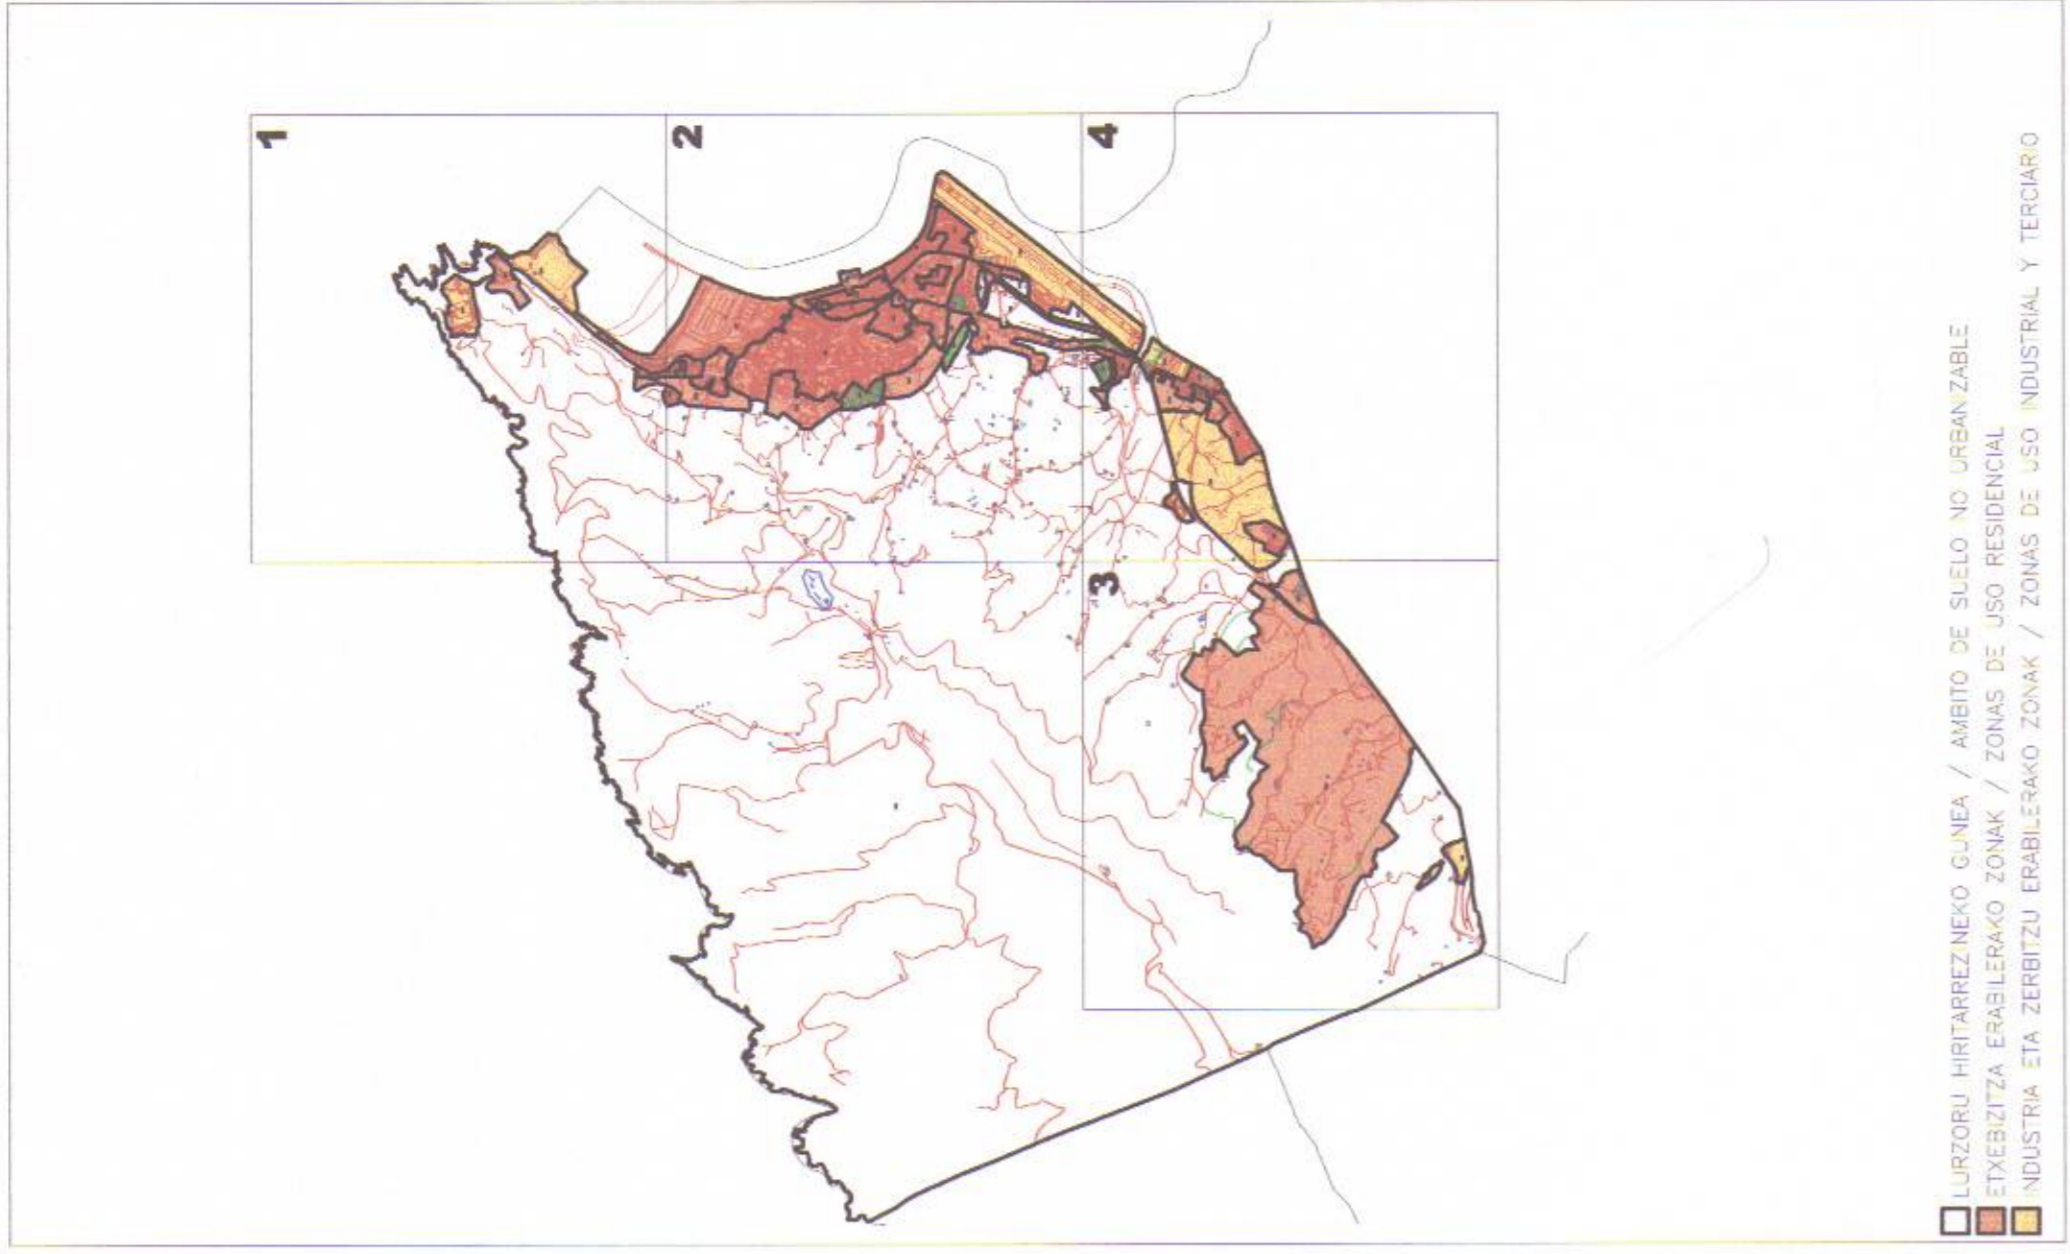 1
2
4
3
LURZORU HIRITARREZINEKO GUNEA / AMBITO DE SUELO NO URBANIZABLE
ETXEBIZITZA ERABILERAKO ZONAK / ZONAS DE USO RESIDENCIAL
INDUSTRIA ETA ZERBITZU ERABILERAKO ZONAK / ZONAS DE USO INDUSTRIAL Y TERCIARIO